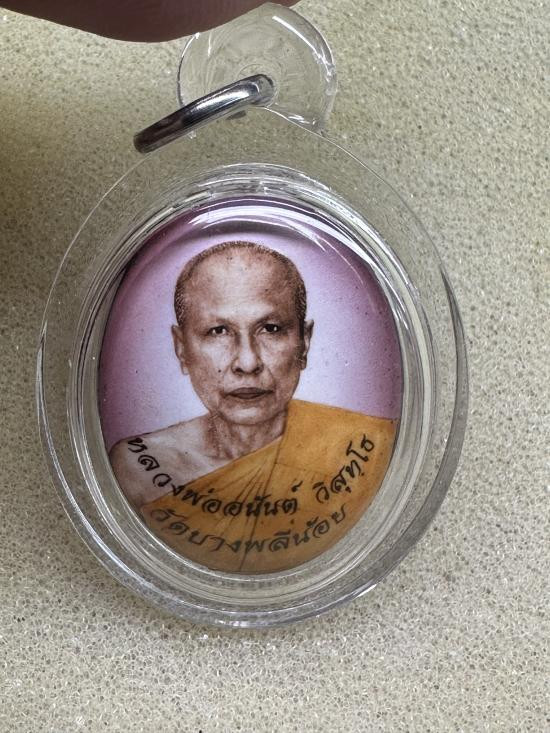 หลวงพ่ออนันต์ วิสุทฺโธ
วัดบางพลีน้อย